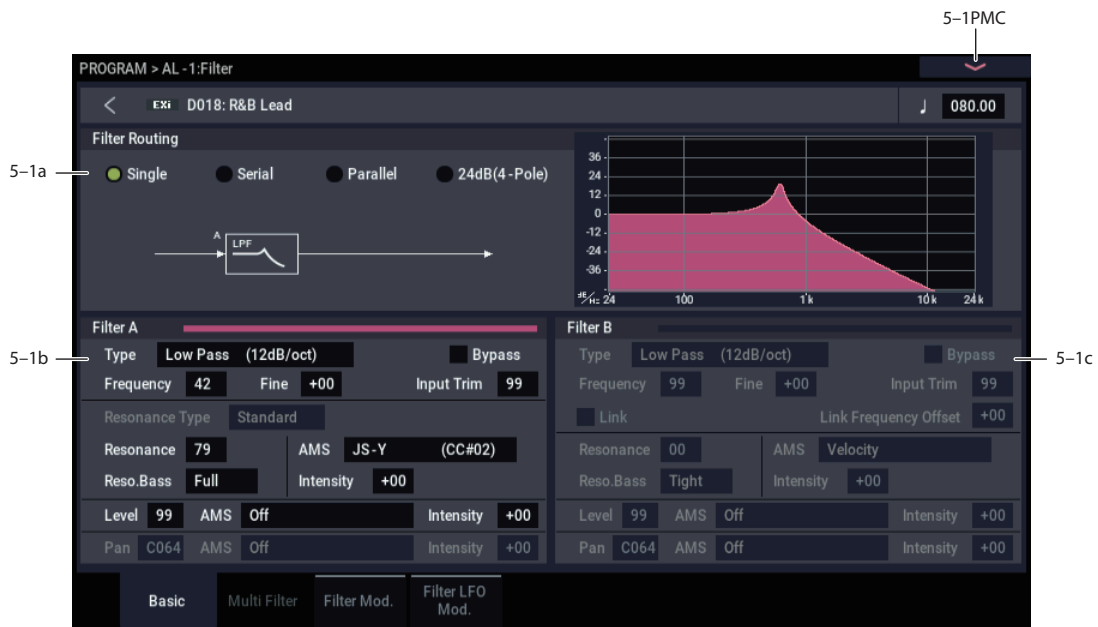 5–1PMC
PROGRAM > AL-1:Filter
EXi D018: R&B Lead
♩ 080.00
Filter Routing
5–1a
Single Serial Parallel 24dB(4-Pole)
A
LPF
36
24
12
0
-12
-24
-36
dB/Hz 24 100 1k 10k 24k
Filter A
5–1b
Type Low Pass (12dB/oct) Bypass
Frequency 42 Fine +00 Input Trim 99
Resonance Type Standard
Resonance 79 AMS JS-Y (CC#02)
Reso.Bass Full Intensity +00
Level 99 AMS Off Intensity +00
Pan C064 AMS Off Intensity +00
Filter B
5–1c
Type Low Pass (12dB/oct) Bypass
Frequency 99 Fine +00 Input Trim 99
Link Link Frequency Offset +00
Resonance 00 AMS Velocity
Reso.Bass Tight Intensity +00
Level 99 AMS Off Intensity +00
Pan C064 AMS Off Intensity +00
Basic
Multi Filter
Filter Mod.
Filter LFO
Mod.